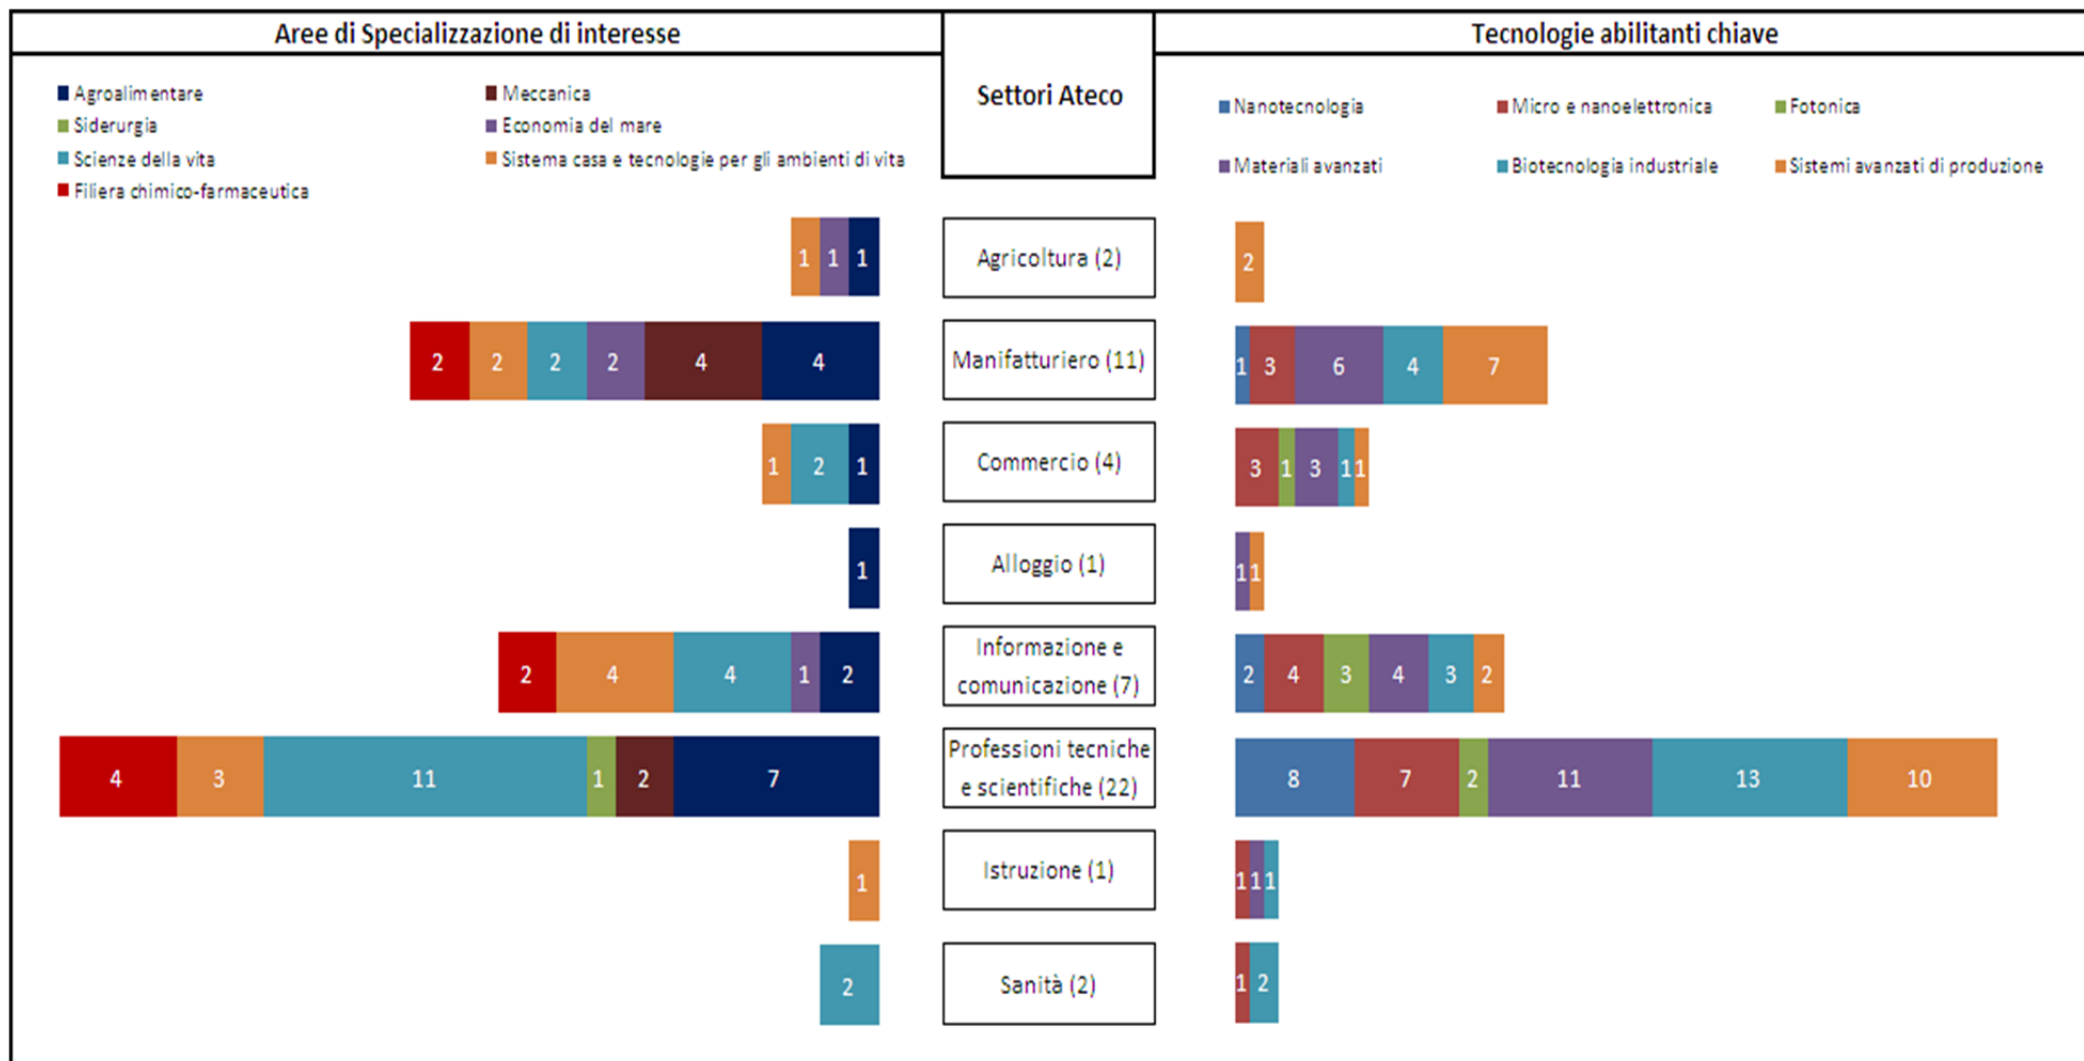 Aree di Specializzazione di interesse
Settori Ateco
Tecnologie abilitanti chiave
Agroalimentare
Meccanica
Siderurgia
Economia del mare
Scienze della vita
Sistema casa e tecnologie per gli ambienti di vita
Filiera chimico-farmaceutica
Nanotecnologia
Micro e nanoelettronica
Fotonica
Materiali avanzati
Biotecnologia industriale
Sistemi avanzati di produzione
1 1 1
Agricoltura (2)
2
2 2 2 2 4 4
Manifatturiero (11)
1 3 6 4 7
1 2 1
Commercio (4)
3 1 3 1 1
1
Alloggio (1)
1 1
2 4 4 1 2
Informazione e
comunicazione (7)
2 4 3 4 3 2
4 3 11 1 2 7
Professioni tecniche
e scientifiche (22)
8 7 2 11 13 10
1
Istruzione (1)
1 1 1
2
Sanità (2)
1 2